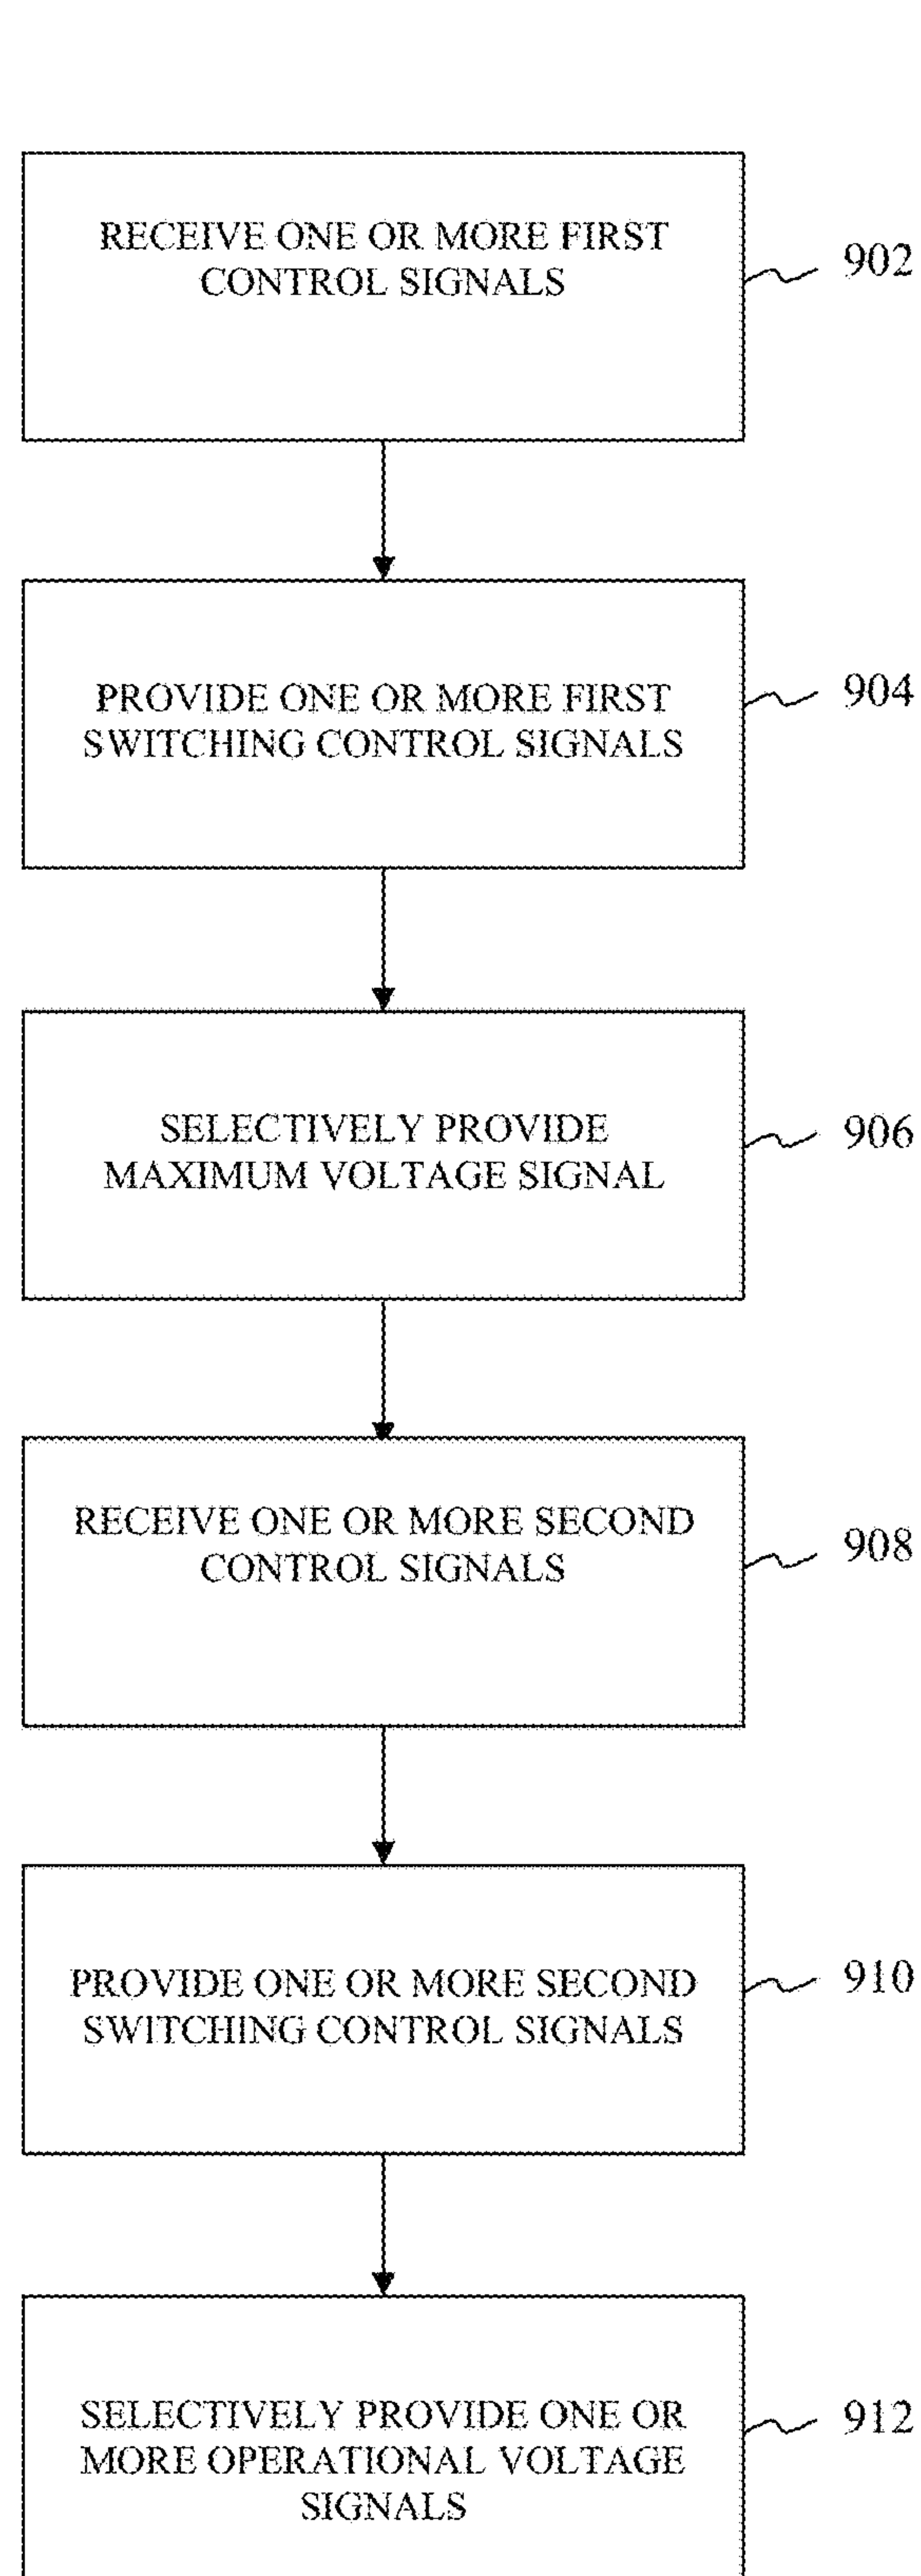 RECEIVE ONE OR MORE FIRST
CONTROL SIGNALS
902
PROVIDE ONE OR MORE FIRST
SWITCHING CONTROL SIGNALS
904
SELECTIVELY PROVIDE
MAXIMUM VOLTAGE SIGNAL
906
RECEIVE ONE OR MORE SECOND
CONTROL SIGNALS
908
PROVIDE ONE OR MORE SECOND
SWITCHING CONTROL SIGNALS
910
SELECTIVELY PROVIDE ONE OR
MORE OPERATIONAL VOLTAGE
SIGNALS
912